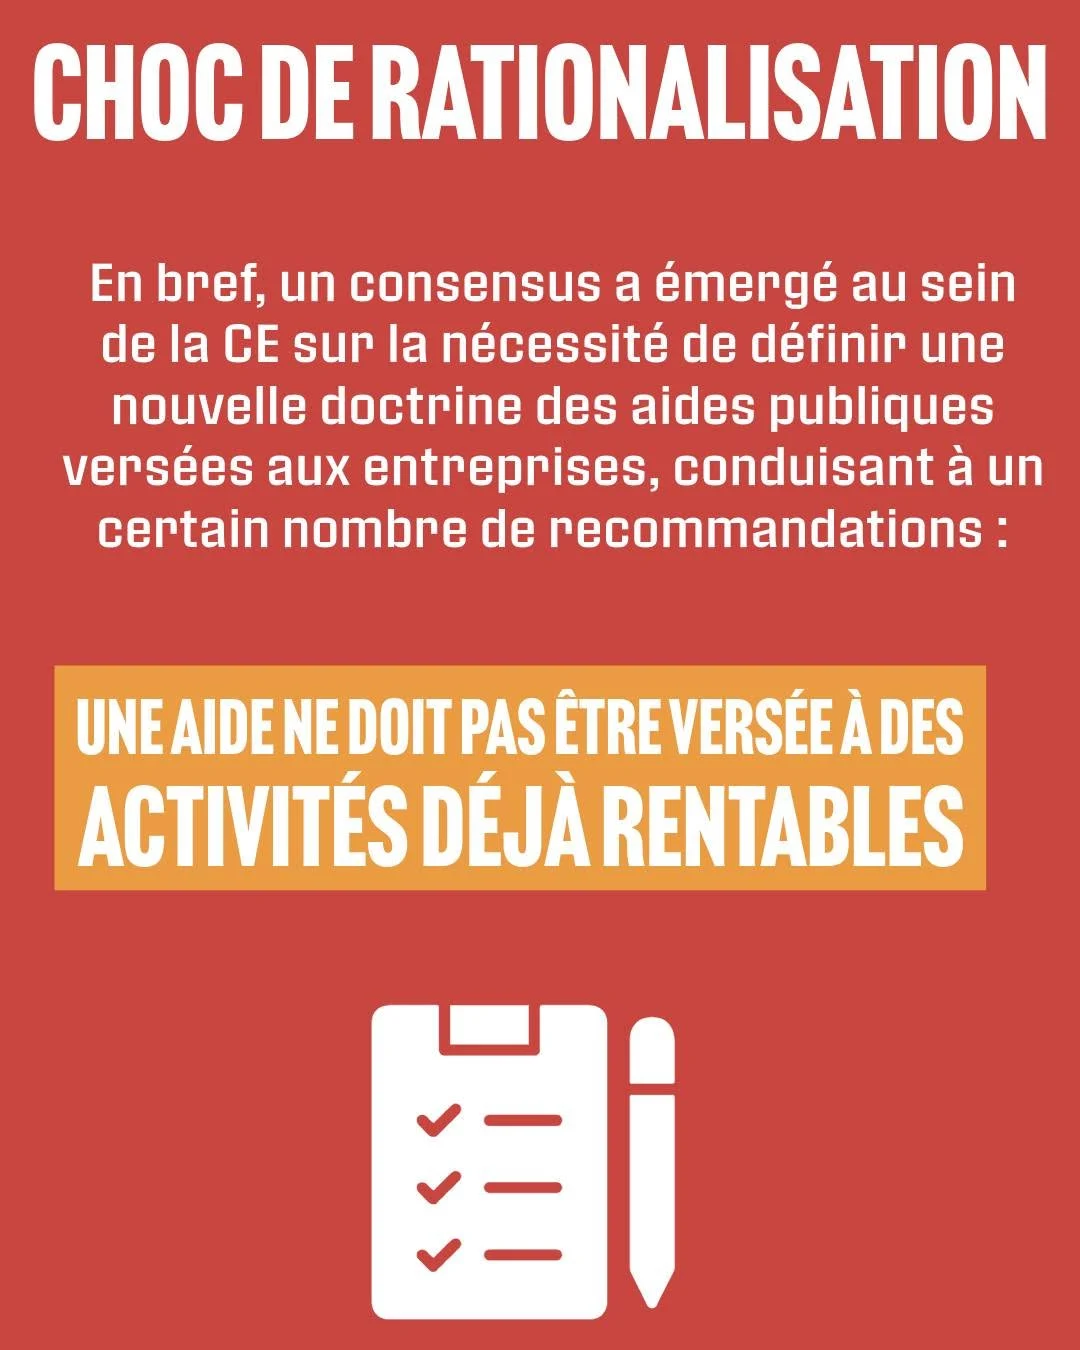 CHOC DE RATIONALISATION
En bref, un consensus a émergé au sein
de la CE sur la nécessité de définir une
nouvelle doctrine des aides publiques
versées aux entreprises, conduisant à un
certain nombre de recommandations :
UNE AIDE NE DOIT PAS ÊTRE VERSÉE À DES
ACTIVITÉS DÉJÀ RENTABLES